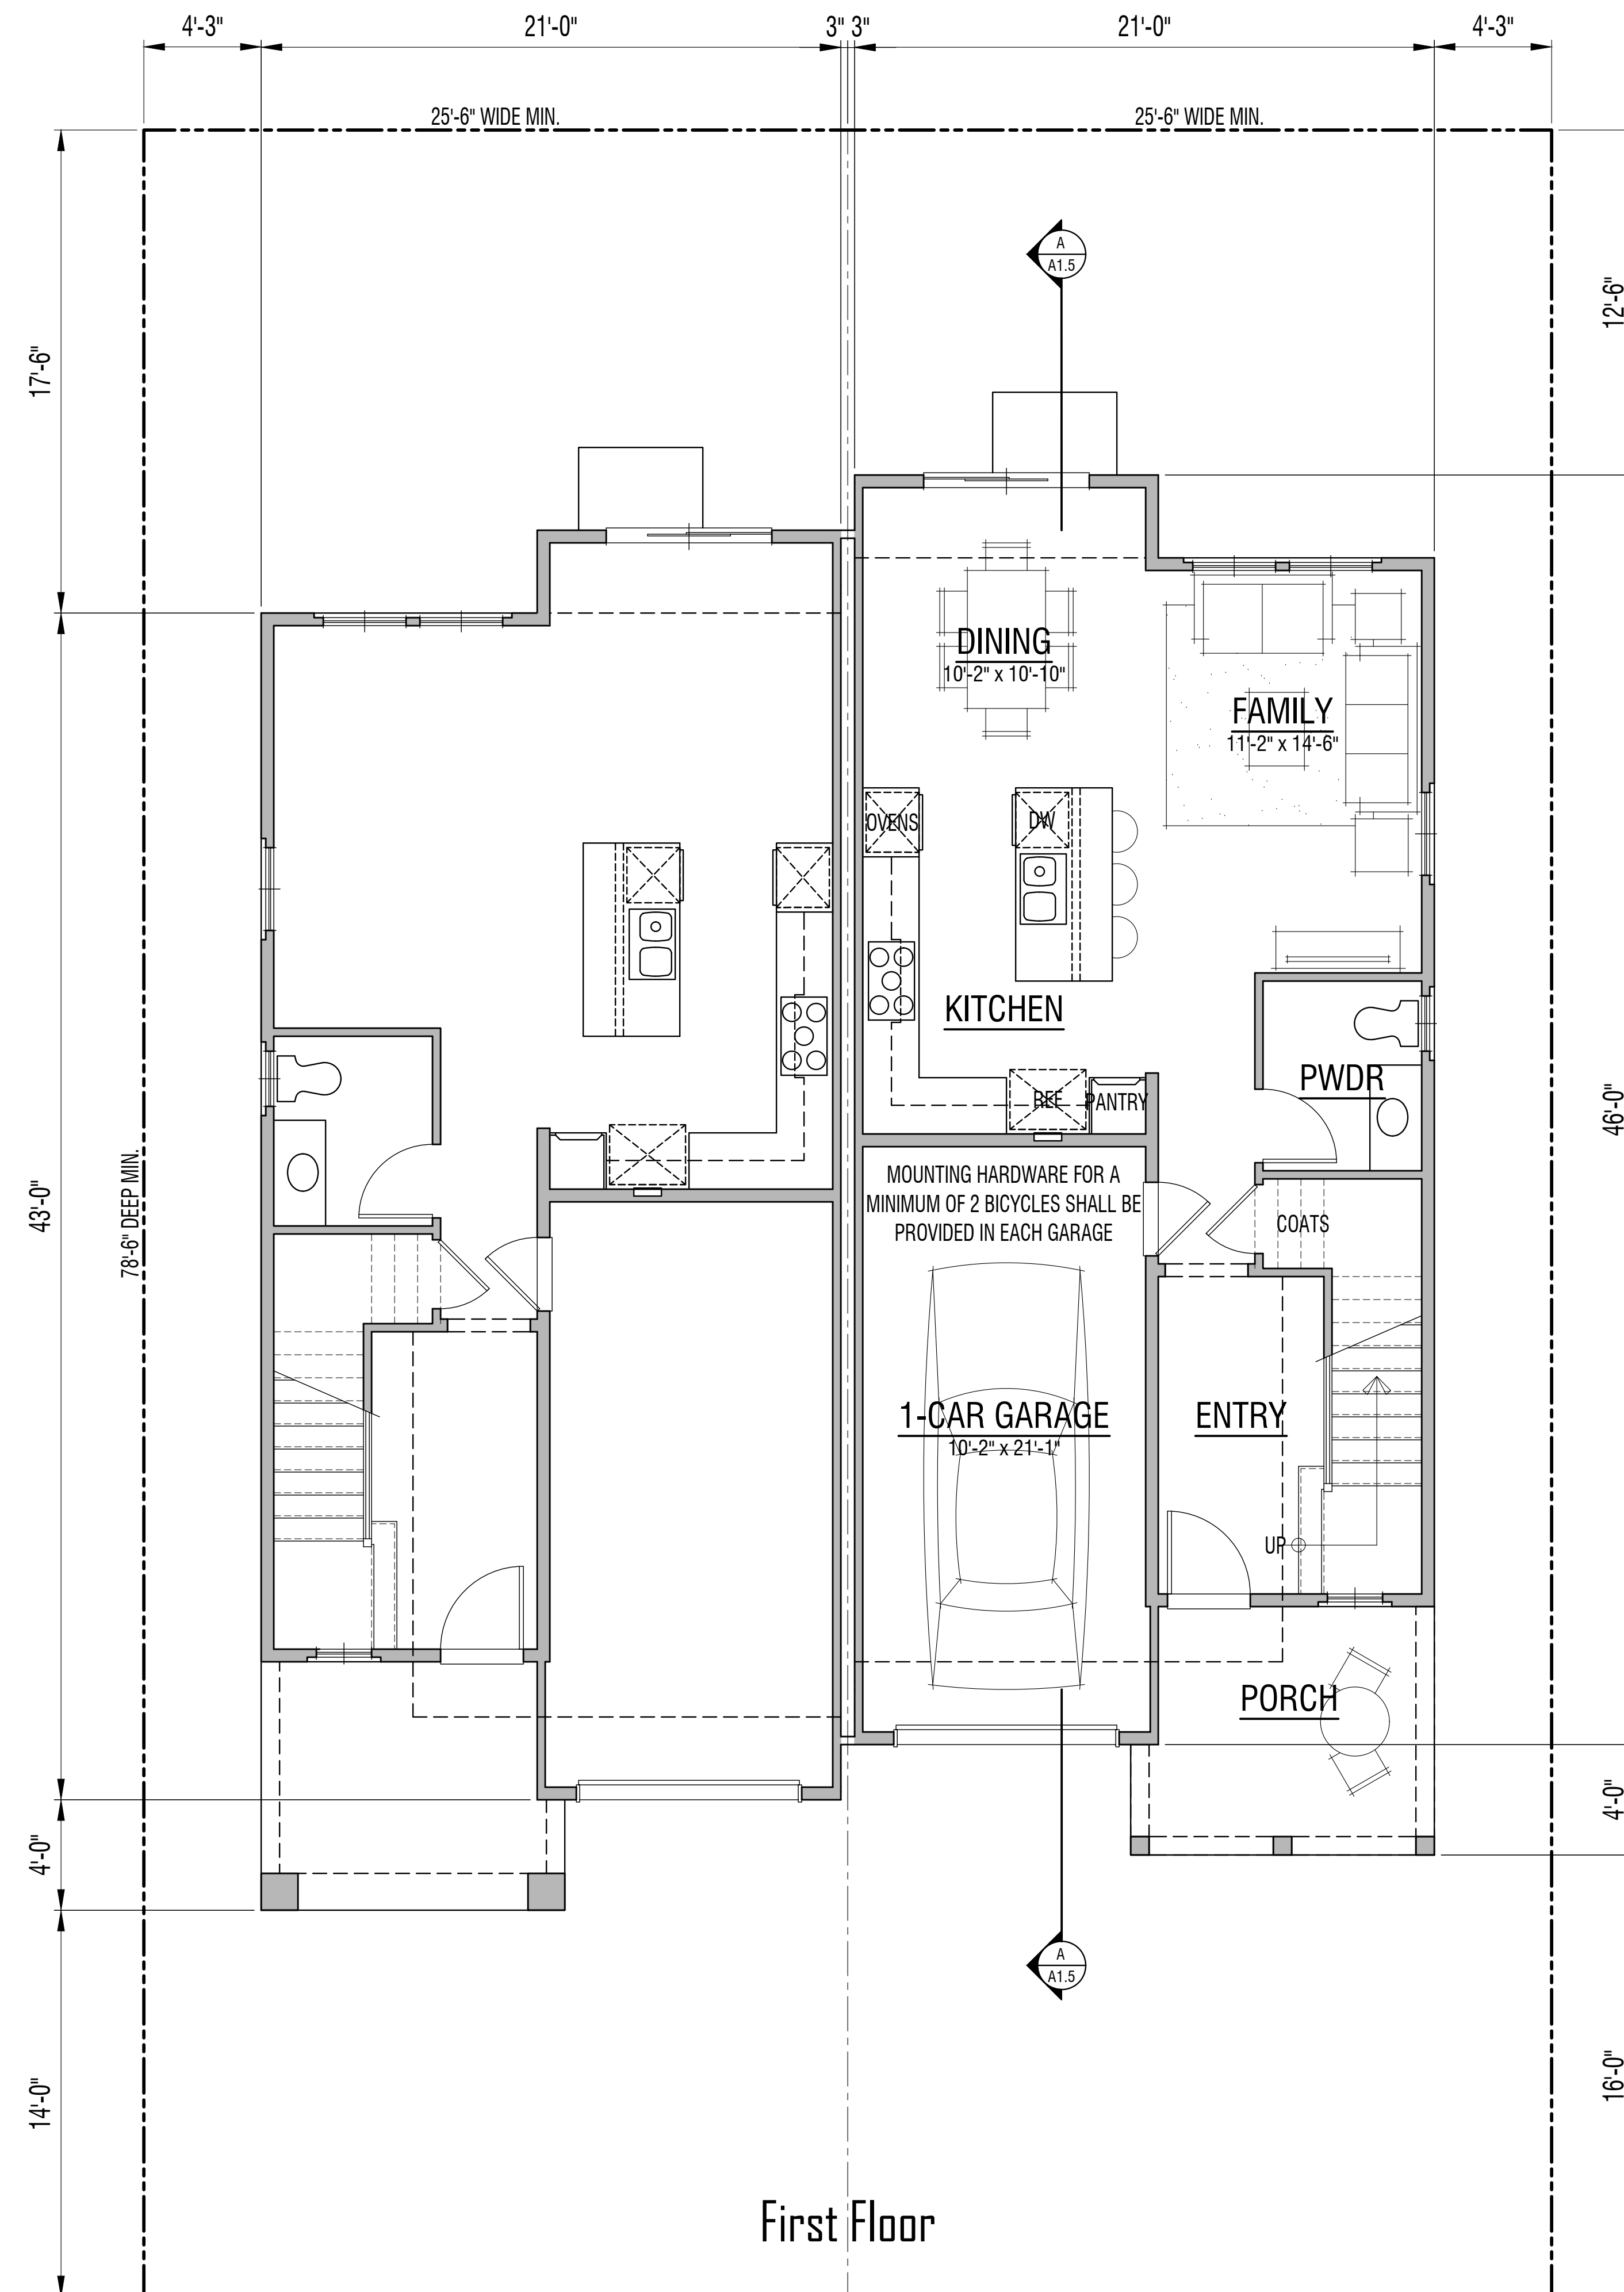 4'-3" 21'-0" 3" 3" 21'-0" 4'-3"
25'-6" WIDE MIN. 25'-6" WIDE MIN.
A
A1.5
12'-6"
17'-6"
DINING
10'-2" x 10'-10"
FAMILY
11'-2" x 14'-6"
OVENS
DW
KITCHEN
PWDR
REF
PANTRY
46'-0"
43'-0"
78'-6" DEEP MIN.
MOUNTING HARDWARE FOR A
MINIMUM OF 2 BICYCLES SHALL BE
PROVIDED IN EACH GARAGE
COATS
1-CAR GARAGE
10'-2" x 21'-1"
ENTRY
UP
PORCH
4'-0"
4'-0"
A
A1.5
14'-0"
16'-0"
First Floor